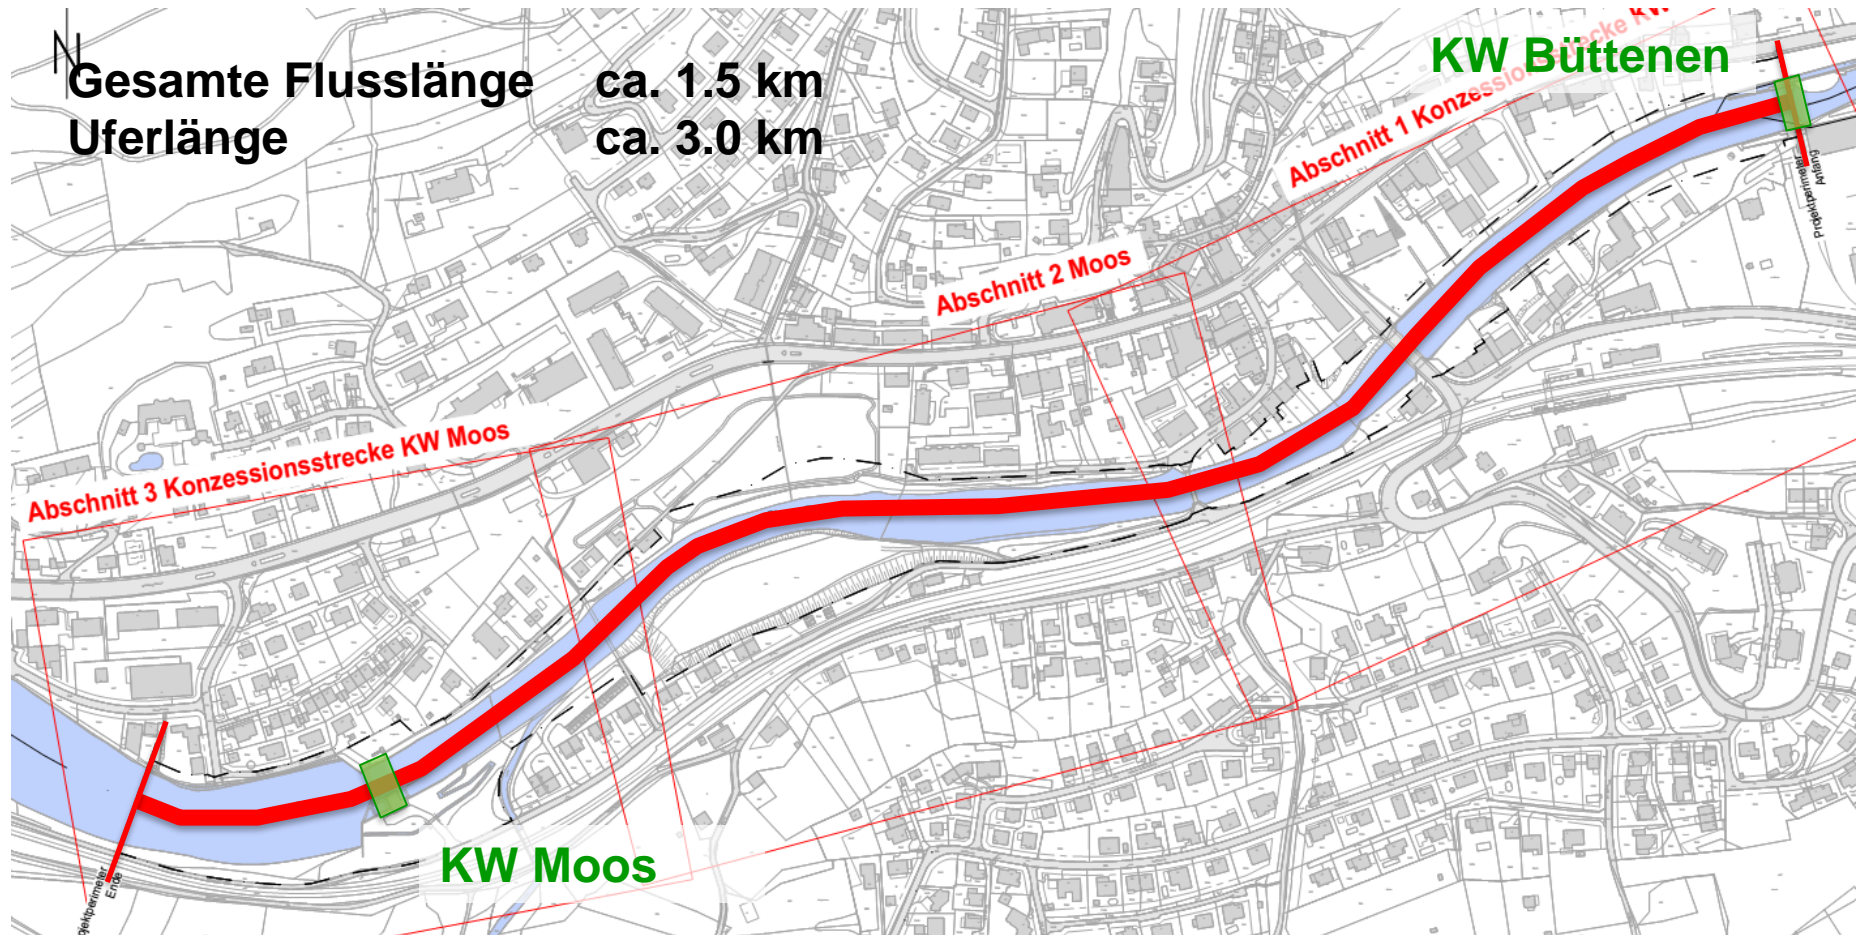 N
Gesamte Flusslänge ca. 1.5 km
Uferlänge ca. 3.0 km
KW Büttenen
Abschnitt 1 Konzessionsstrecke KW
Projektperimeter
Anfang
Abschnitt 2 Moos
Abschnitt 3 Konzessionsstrecke KW Moos
KW Moos
jektperimeter
Ende